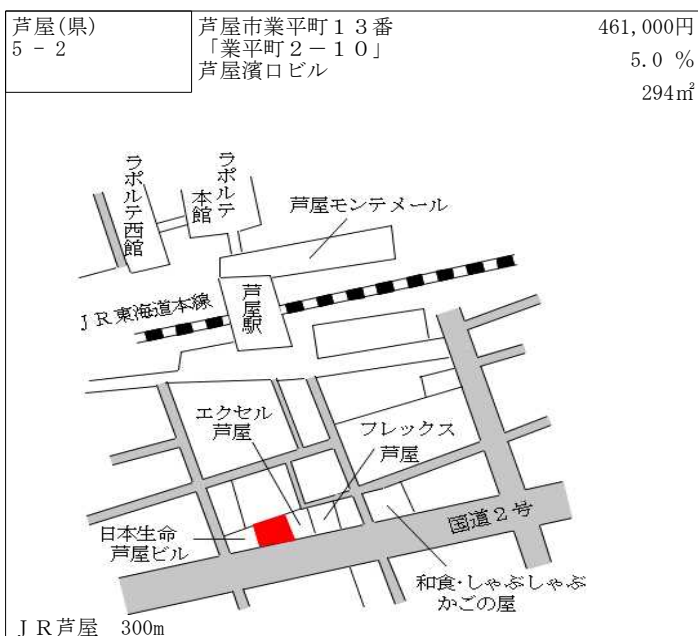 芦屋(県)
5 - 2
芦屋市業平町１３番
「業平町２－１０」
芦屋濱口ビル
461,000円
5.0 %
294㎡
ラポルテ西館
ラポルテ
本館
芦屋モンテメール
芦屋駅
ＪＲ東海道本線
エクセル
芦屋
フレックス
芦屋
日本生命
芦屋ビル
国道２号
和食・しゃぶしゃぶ
かごの屋
ＪＲ芦屋　300m